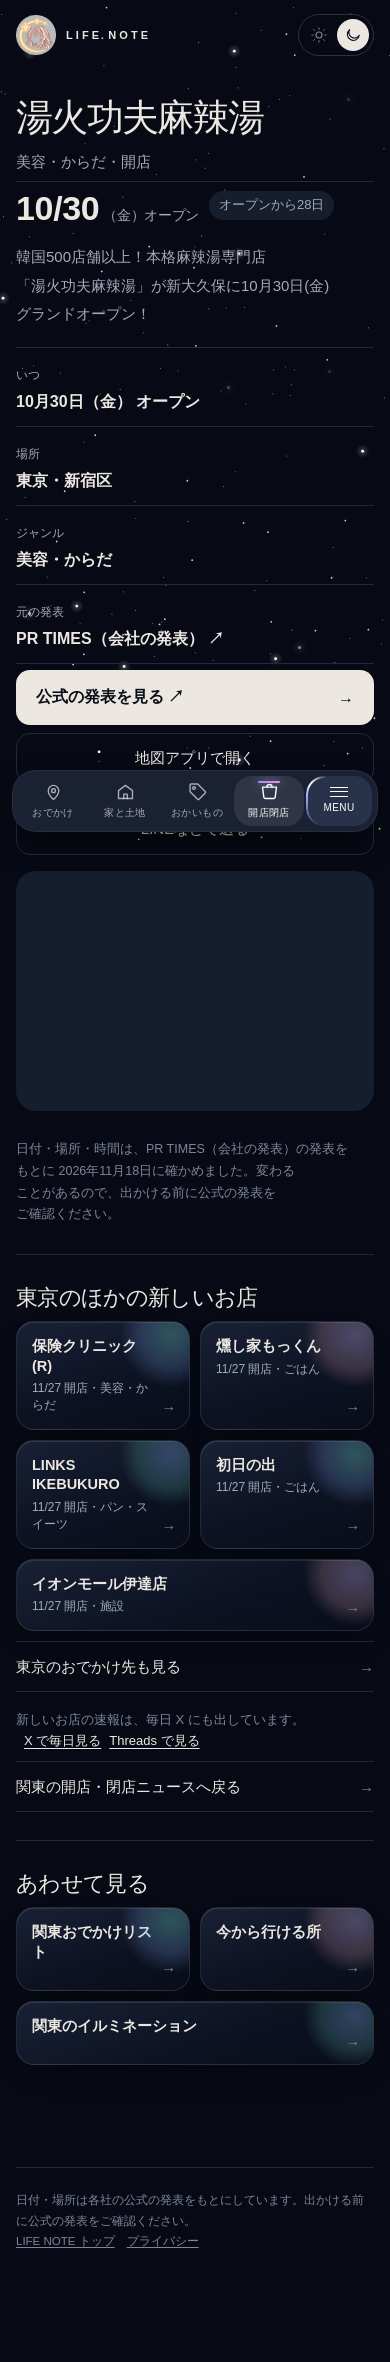 LIFE.NOTE
湯火功夫麻辣湯
美容・からだ・開店
10/30 （金）オープン オープンから28日
韓国500店舗以上！本格麻辣湯専門店
「湯火功夫麻辣湯」が新大久保に10月30日(金)
グランドオープン！
いつ
10月30日（金） オープン
場所
東京・新宿区
ジャンル
美容・からだ
元の発表
PR TIMES（会社の発表） ↗
公式の発表を見る ↗ →
地図アプリで開く
おでかけ 家と土地 おかいもの 開店閉店 MENU
日付・場所・時間は、PR TIMES（会社の発表）の発表を
もとに 2026年11月18日に確かめました。変わる
ことがあるので、出かける前に公式の発表を
ご確認ください。
東京のほかの新しいお店
保険クリニック
(R)
11/27 開店・美容・か
らだ
→
燻し家もっくん
11/27 開店・ごはん
→
LINKS
IKEBUKURO
11/27 開店・パン・ス
イーツ
→
初日の出
11/27 開店・ごはん
→
イオンモール伊達店
11/27 開店・施設
→
東京のおでかけ先も見る →
新しいお店の速報は、毎日 X にも出しています。
X で毎日見る Threads で見る
関東の開店・閉店ニュースへ戻る →
あわせて見る
関東おでかけリス
ト
→
今から行ける所
→
関東のイルミネーション
→
日付・場所は各社の公式の発表をもとにしています。出かける前
に公式の発表をご確認ください。
LIFE NOTE トップ プライバシー